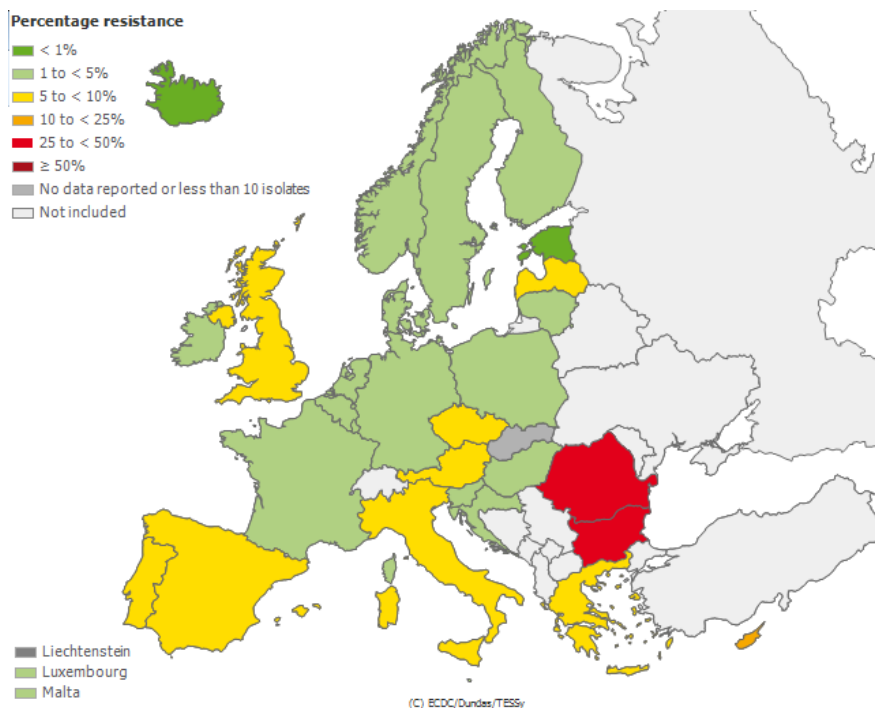 Percentage resistance
< 1%
1 to < 5%
5 to < 10%
10 to < 25%
25 to < 50%
≥ 50%
No data reported or less than 10 isolates
Not included
Liechtenstein
Luxembourg
Malta
(C) ECDC/Dundas/TESSy